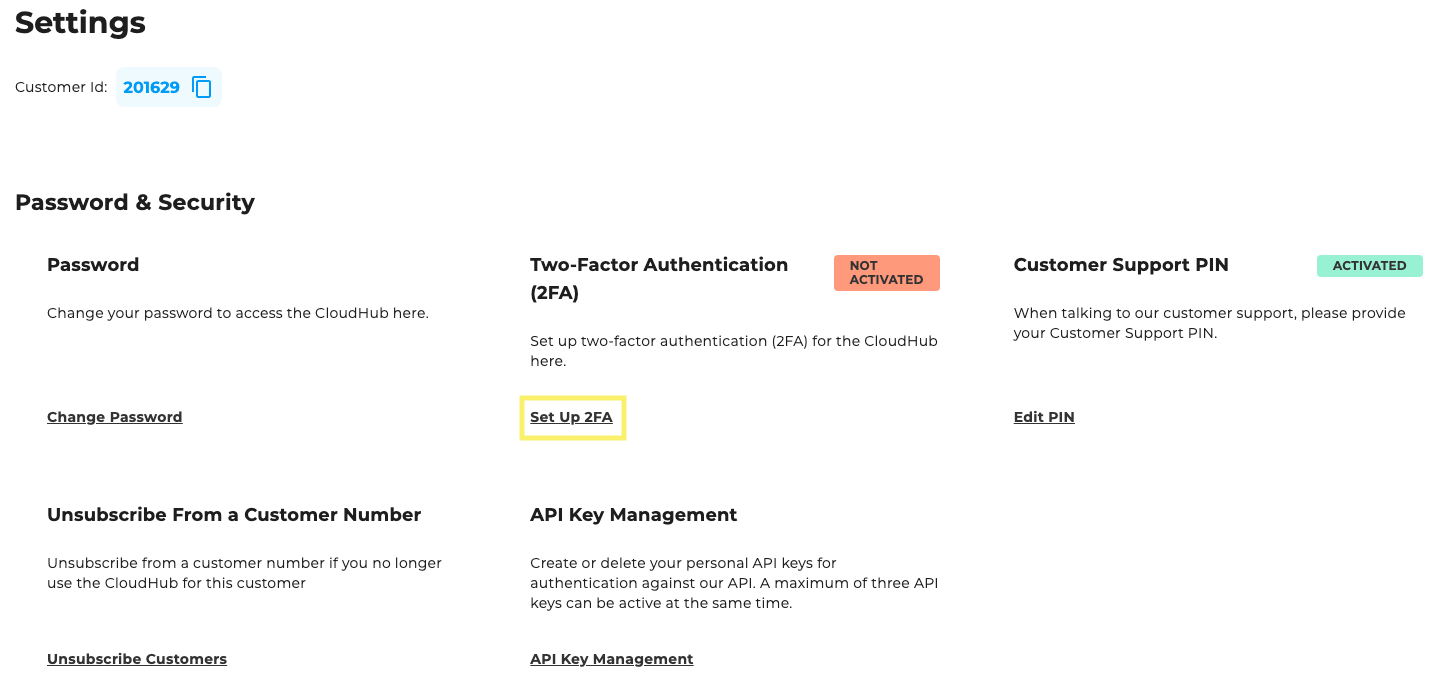 Settings
Customer Id: 201629
Password & Security
Password
Change your password to access the CloudHub here.
Change Password
Two-Factor Authentication
(2FA)
NOT
ACTIVATED
Set up two-factor authentication (2FA) for the CloudHub
here.
Set Up 2FA
Customer Support PIN
ACTIVATED
When talking to our customer support, please provide
your Customer Support PIN.
Edit PIN
Unsubscribe From a Customer Number
Unsubscribe from a customer number if you no longer
use the CloudHub for this customer
Unsubscribe Customers
API Key Management
Create or delete your personal API keys for
authentication against our API. A maximum of three API
keys can be active at the same time.
API Key Management